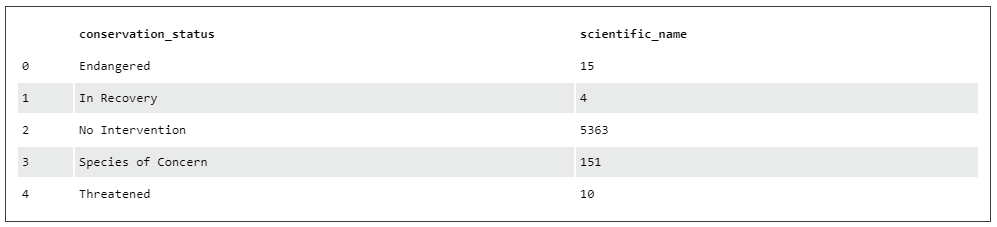 conservation_status scientific_name
0 Endangered 15
1 In Recovery 4
2 No Intervention 5363
3 Species of Concern 151
4 Threatened 10